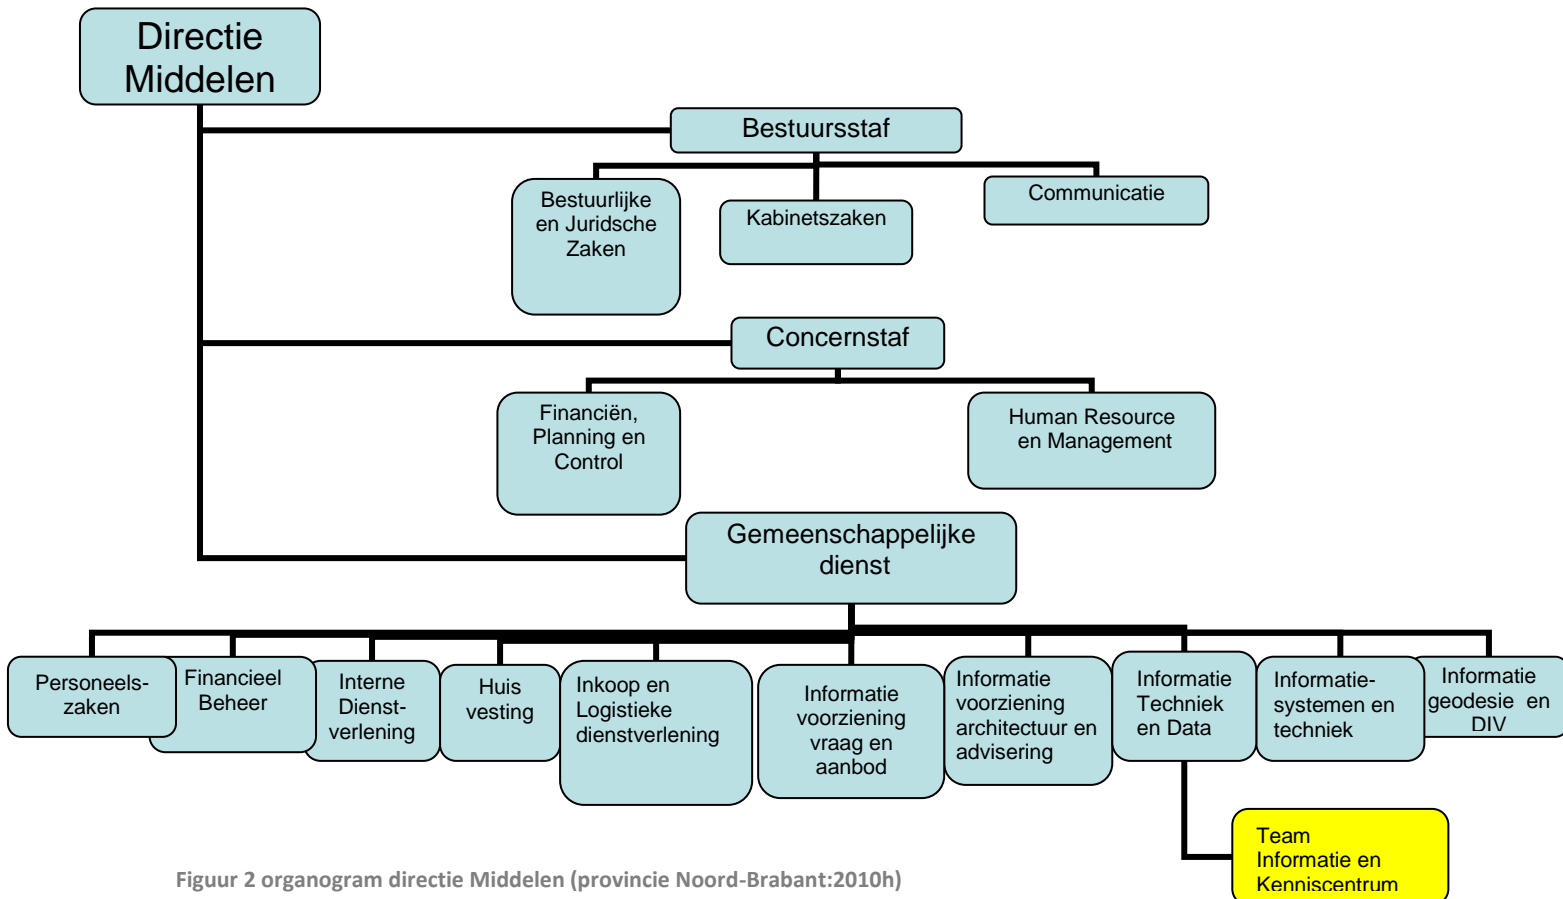 Directie
Middelen
Bestuursstaf
Bestuurlijke
en Juridsche
Zaken
Kabinetszaken
Communicatie
Concernstaf
Financiën,
Planning en
Control
Human Resource
en Management
Gemeenschappelijke
dienst
Personeels-
zaken
Financieel
Beheer
Interne
Dienst-
verlening
Huis
vesting
Inkoop en
Logistieke
dienstverlening
Informatie
voorziening
vraag en
aanbod
Informatie
voorziening
architectuur en
advisering
Informatie
Techniek
en Data
Informatie-
systemen en
techniek
Informatie
geodesie en
DIV
Team
Informatie en
Kenniscentrum
Figuur 2 organogram directie Middelen (provincie Noord-Brabant:2010h)